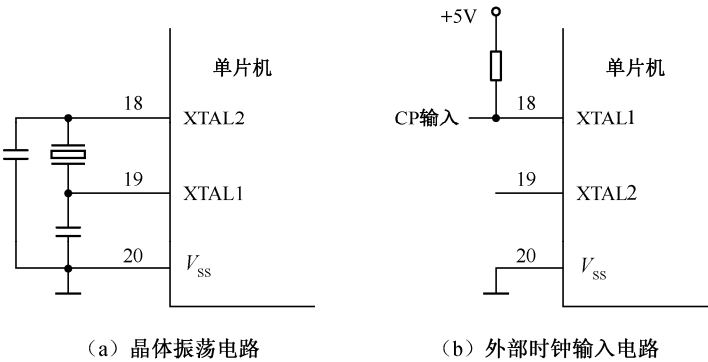 单片机
18
XTAL2
19
XTAL1
20
VSS
(a) 晶体振荡电路
+5V
单片机
CP输入
18
XTAL1
19
XTAL2
20
VSS
(b) 外部时钟输入电路